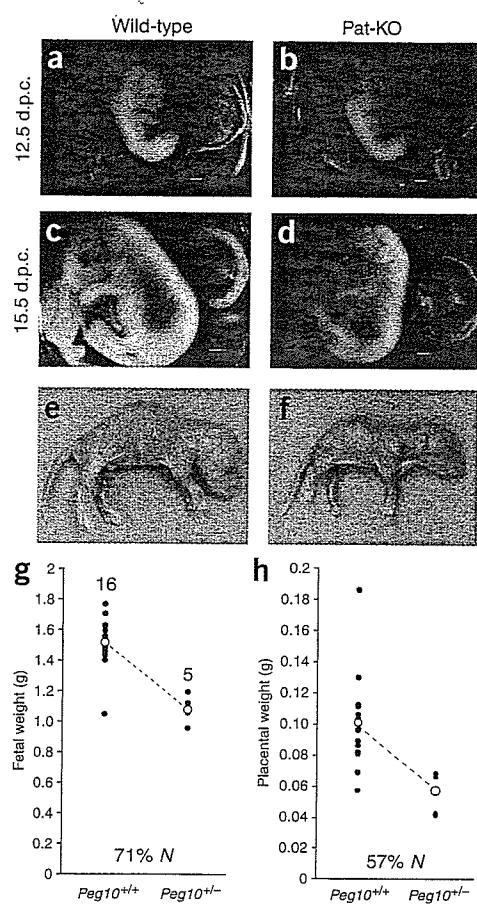 Wild-type
Pat-KO
12.5 d.p.c.
a
b
15.5 d.p.c.
c
d
e
f
g
Fetal weight (g)
2
1.8
1.6
1.4
1.2
1.0
0.8
0.6
0.4
0.2
0
16
5
71% N
Peg10+/+
Peg10+/−
h
Placental weight (g)
0.2
0.18
0.16
0.13
0.13
0.10
0.08
0.06
0.04
0.02
0
57% N
Peg10+/+
Peg10+/−